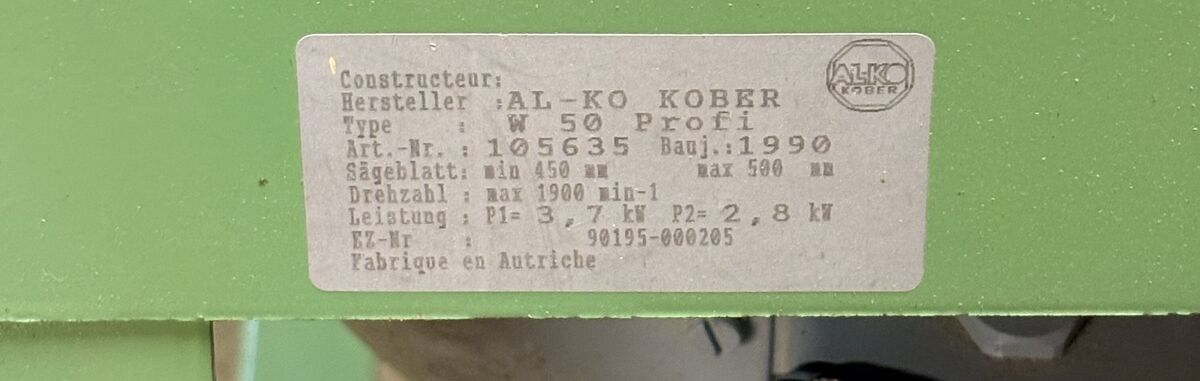 AL-KO
KOBER
Constructeur:
Hersteller :AL-KO KOBER
Type : W 50 Profi
Art.-Nr. : 105635 Bauj.:1990
Sägeblatt: min 450 mm max 500 mm
Drehzahl : max 1900 min-1
Leistung : P1= 3,7 kW P2= 2,8 kW
EZ-Nr : 90195-000205
Fabrique en Autriche